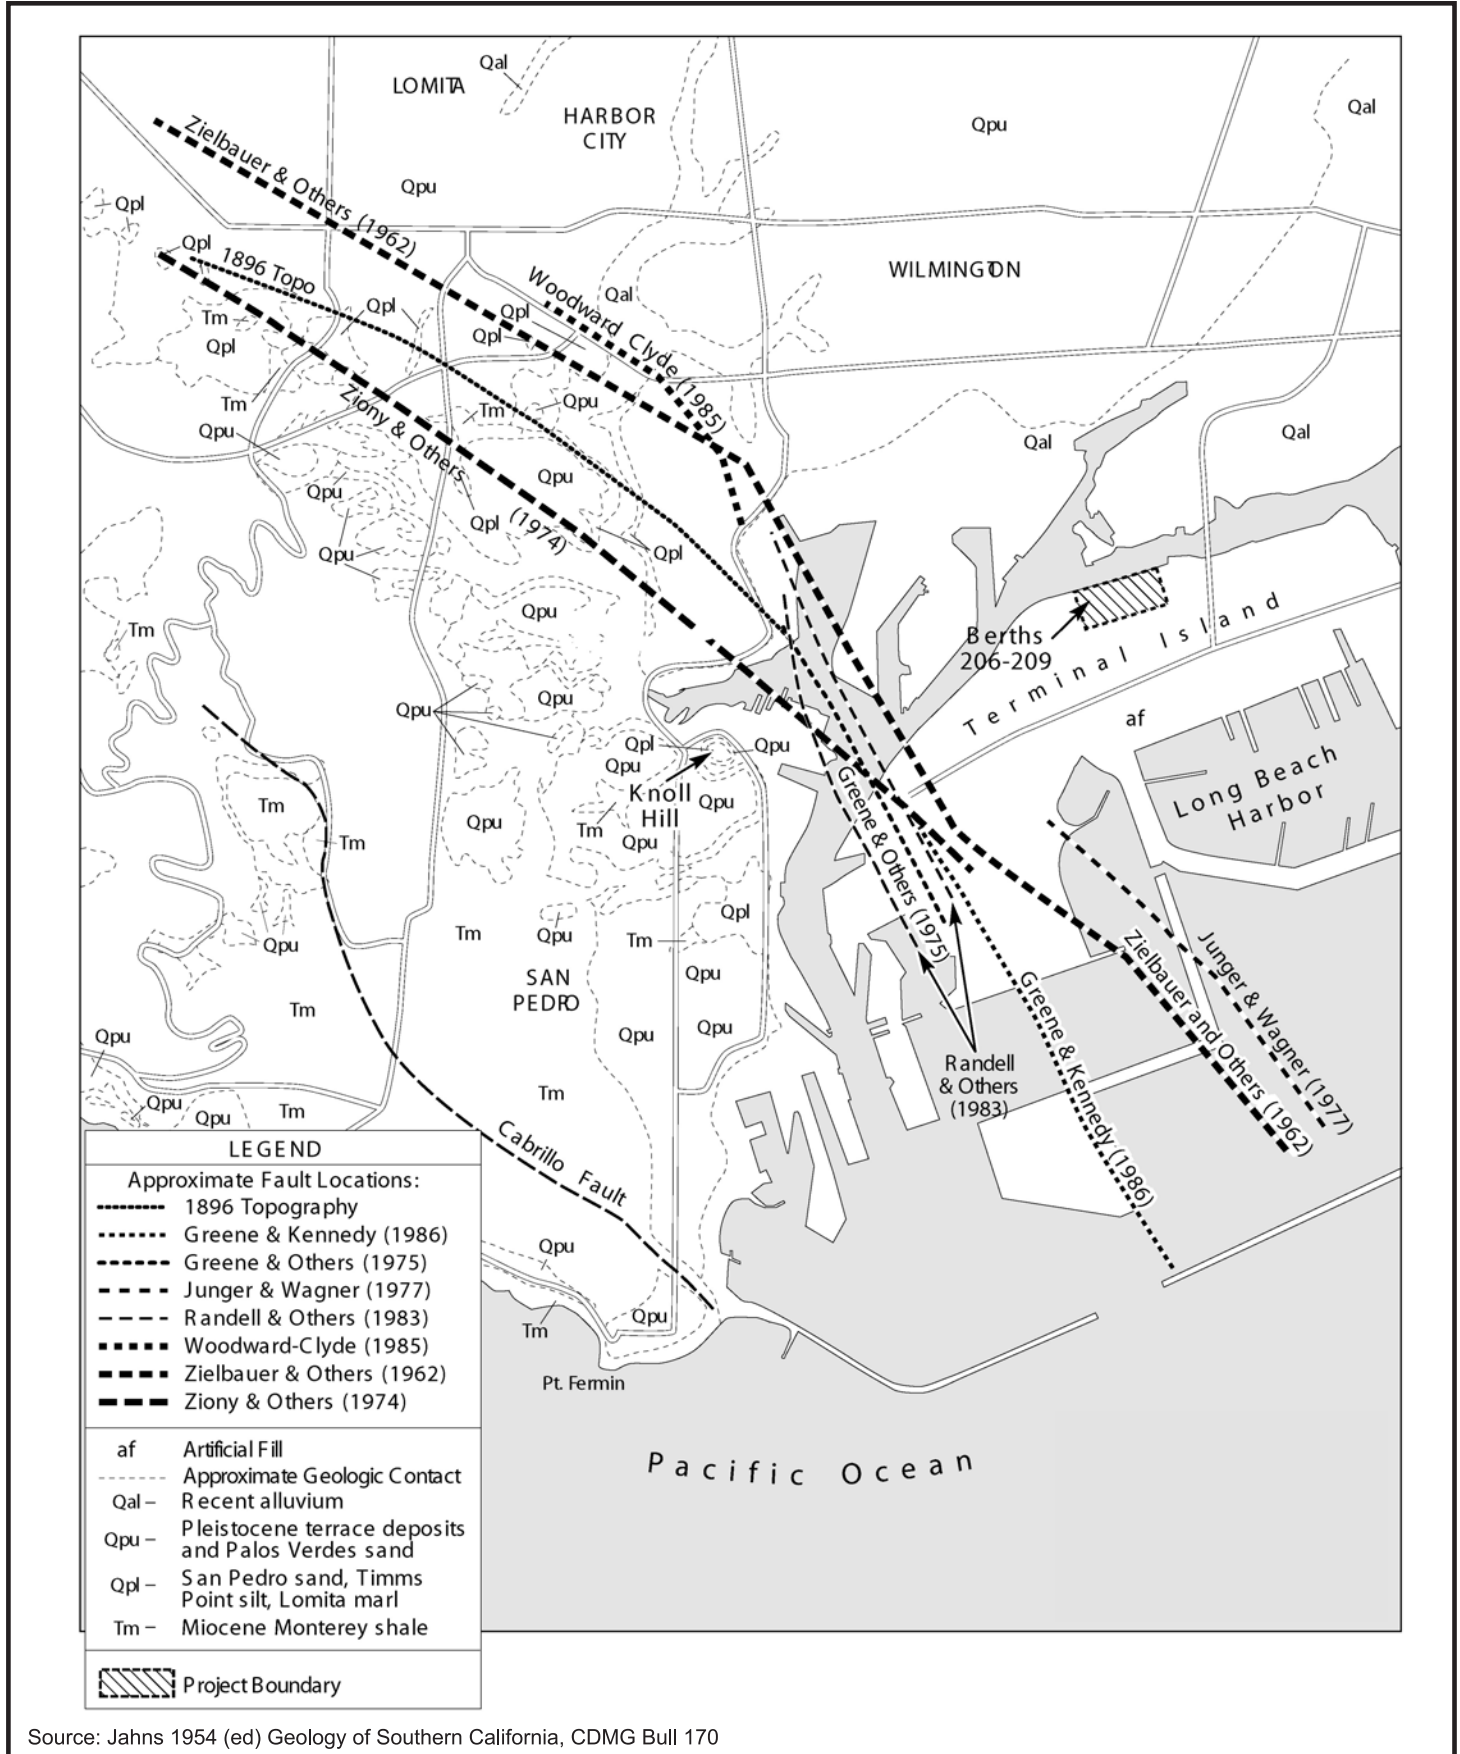 Qal
LOMITA
HARBOR
CITY
Qpu
Qal
Zielbauer & Others (1962)
Qpu
Qpl
Qpl
1896 Topo
WILMINGTON
Woodward Clyde (1985)
Qal
Qpl
Qpl
Tm
Qpl
Qpl
Ziony & Others (1974)
Tm
Qpu
Tm
Qpu
Qal
Qal
Qpu
Qpu
Qpl
Qpu
Qpl
Qpu
Tm
Berths
206-209
Terminal Island
Qpu
Qpu
af
Qpl
Qpu
Qpu
Knoll
Hill
Qpu
Long Beach
Harbor
Tm
Tm
Qpu
Tm
Qpu
Greene & Others (1975)
Qpl
Tm
Qpu
Tm
Qpu
SAN
PEDRO
Qpu
Zielbauer and Others (1962)
Junger & Wagner (1977)
Greene & Kennedy (1986)
Tm
Qpu
Qpu
Qpu
Randell
& Others
(1983)
Tm
Qpu
Qpu
Tm
Cabrillo Fault
Qpu
Qpu
Tm
Pt. Fermin
Pacific Ocean
LEGEND
Approximate Fault Locations:
1896 Topography
Greene & Kennedy (1986)
Greene & Others (1975)
Junger & Wagner (1977)
Randell & Others (1983)
Woodward-Clyde (1985)
Zielbauer & Others (1962)
Ziony & Others (1974)
af Artificial Fill
Approximate Geologic Contact
Qal – Recent alluvium
Qpu – Pleistocene terrace deposits
and Palos Verdes sand
Qpl – San Pedro sand, Timms
Point silt, Lomita marl
Tm – Miocene Monterey shale
Project Boundary
Source: Jahns 1954 (ed) Geology of Southern California, CDMG Bull 170